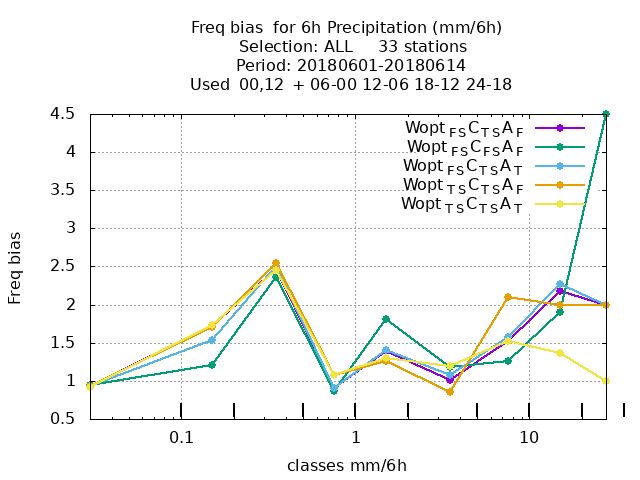 Freq bias  for 6h Precipitation (mm/6h)
Selection: ALL     33 stations
Period: 20180601-20180614
Used  00,12  + 06-00 12-06 18-12 24-18
4.5
4
3.5
3
2.5
2
1.5
1
0.5
Freq bias
Wopt FS C TS A F
Wopt FS C FS A F
Wopt FS C TS A T
Wopt TS C TS A F
Wopt TS C TS A T
0.1 1 10
classes mm/6h